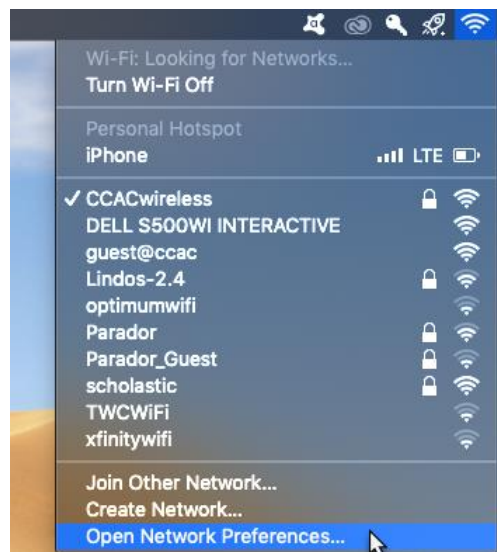 Wi-Fi: Looking for Networks...
Turn Wi-Fi Off
Personal Hotspot
iPhone LTE
CCACwireless
DELL S500WI INTERACTIVE
guest@ccac
Lindos-2.4
optimumwifi
Parador
Parador_Guest
scholastic
TWCWiFi
xfinitywifi
Join Other Network...
Create Network...
Open Network Preferences...